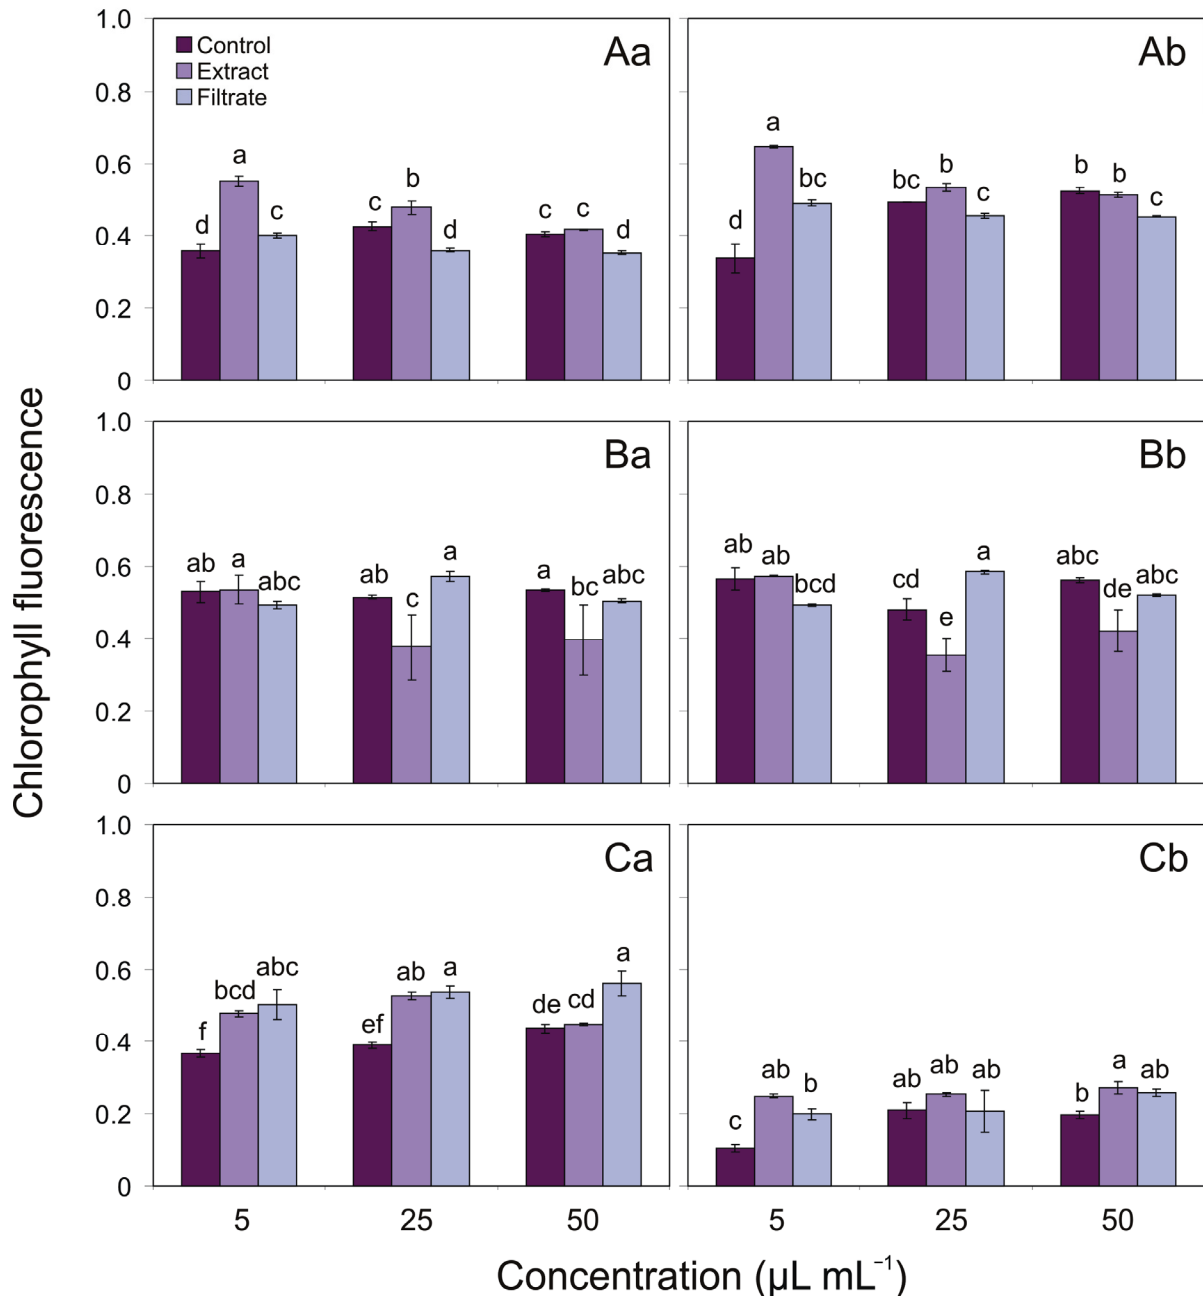 Chlorophyll fluorescence
1.0
0.8
0.6
0.4
0.2
0
Control
Extract
Filtrate
Aa
d a c c b d c c d
Ab
d a bc bc b c b b c
1.0
0.8
0.6
0.4
0.2
0
Ba
ab a abc ab c a a bc abc
Bb
ab ab bcd cd e a abc de abc
1.0
0.8
0.6
0.4
0.2
0
Ca
f bcd abc ef ab a de cd a
Cb
c ab b ab ab ab b a ab
5 25 50 5 25 50
Concentration (µL mL⁻¹)